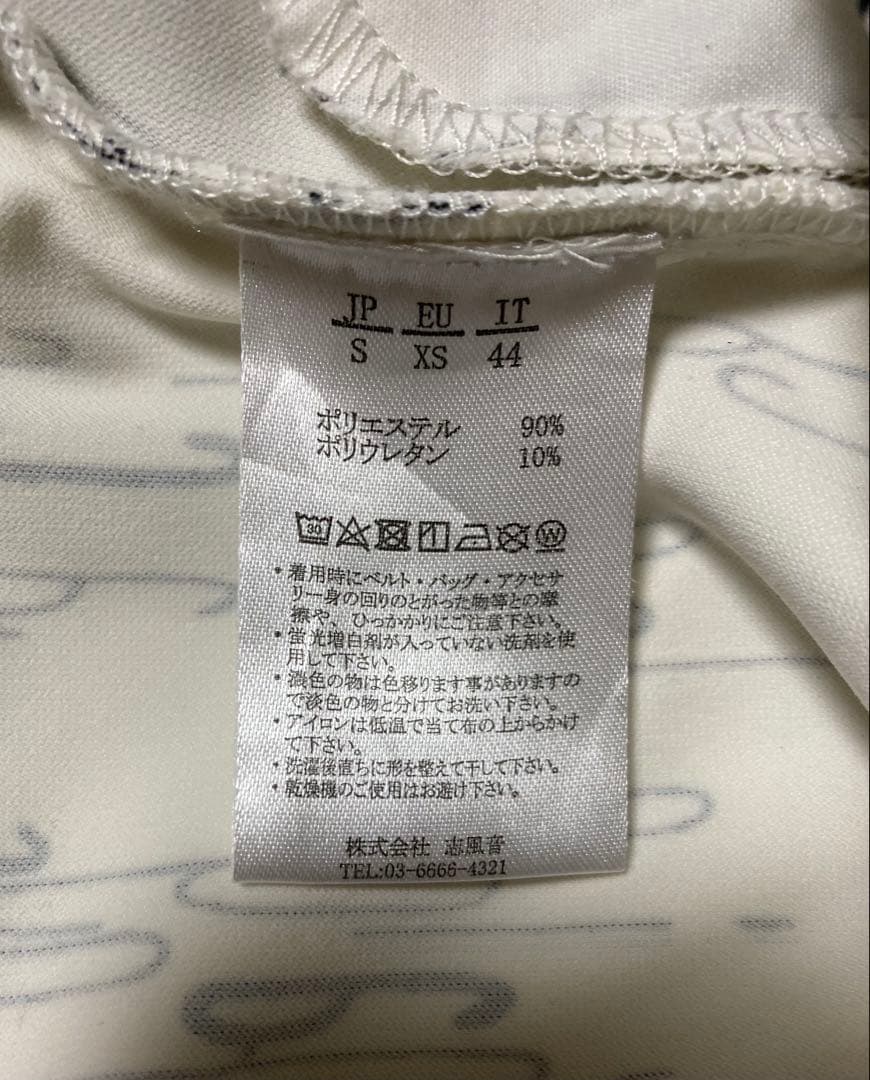 JP EU IT
S XS 44
ポリエステル 90%
ポリウレタン 10%
30 W
・着用時にベルト・バッグ・アクセサ
リー身の回りのとがった物等との摩
擦や、ひっかかりにご注意下さい。
・蛍光増白剤が入っていない洗剤を使
用して下さい。
・濃色の物は色移りします事がありますの
で淡色の物と分けてお洗い下さい。
・アイロンは低温で当て布の上からかけ
て下さい。
・洗濯後直ちに形を整えて干して下さい。
・乾燥機のご使用はお避け下さい。
株式会社 志風音
TEL:03-6666-4321